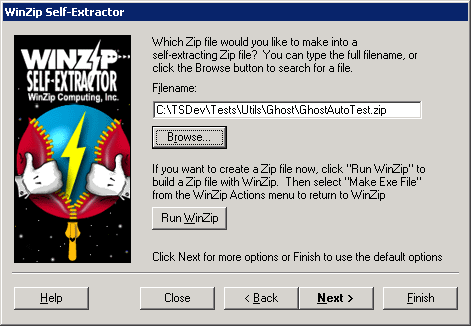 WinZip Self-Extractor
WINZIP
SELF-EXTRACTOR
WinZip Computing, Inc.
Which Zip file would you like to make into a
self-extracting Zip file?  You can type the full filename, or
click the Browse button to search for a file.
Filename:
C:\TSDev\Tests\Utils\Ghost\GhostAutoTest.zip
Browse...
If you want to create a Zip file now, click "Run WinZip" to
build a Zip file with WinZip.  Then select "Make Exe File"
from the WinZip Actions menu to return to WinZip
Run WinZip
Click Next for more options or Finish to use the default options
Help
Close
< Back
Next >
Finish